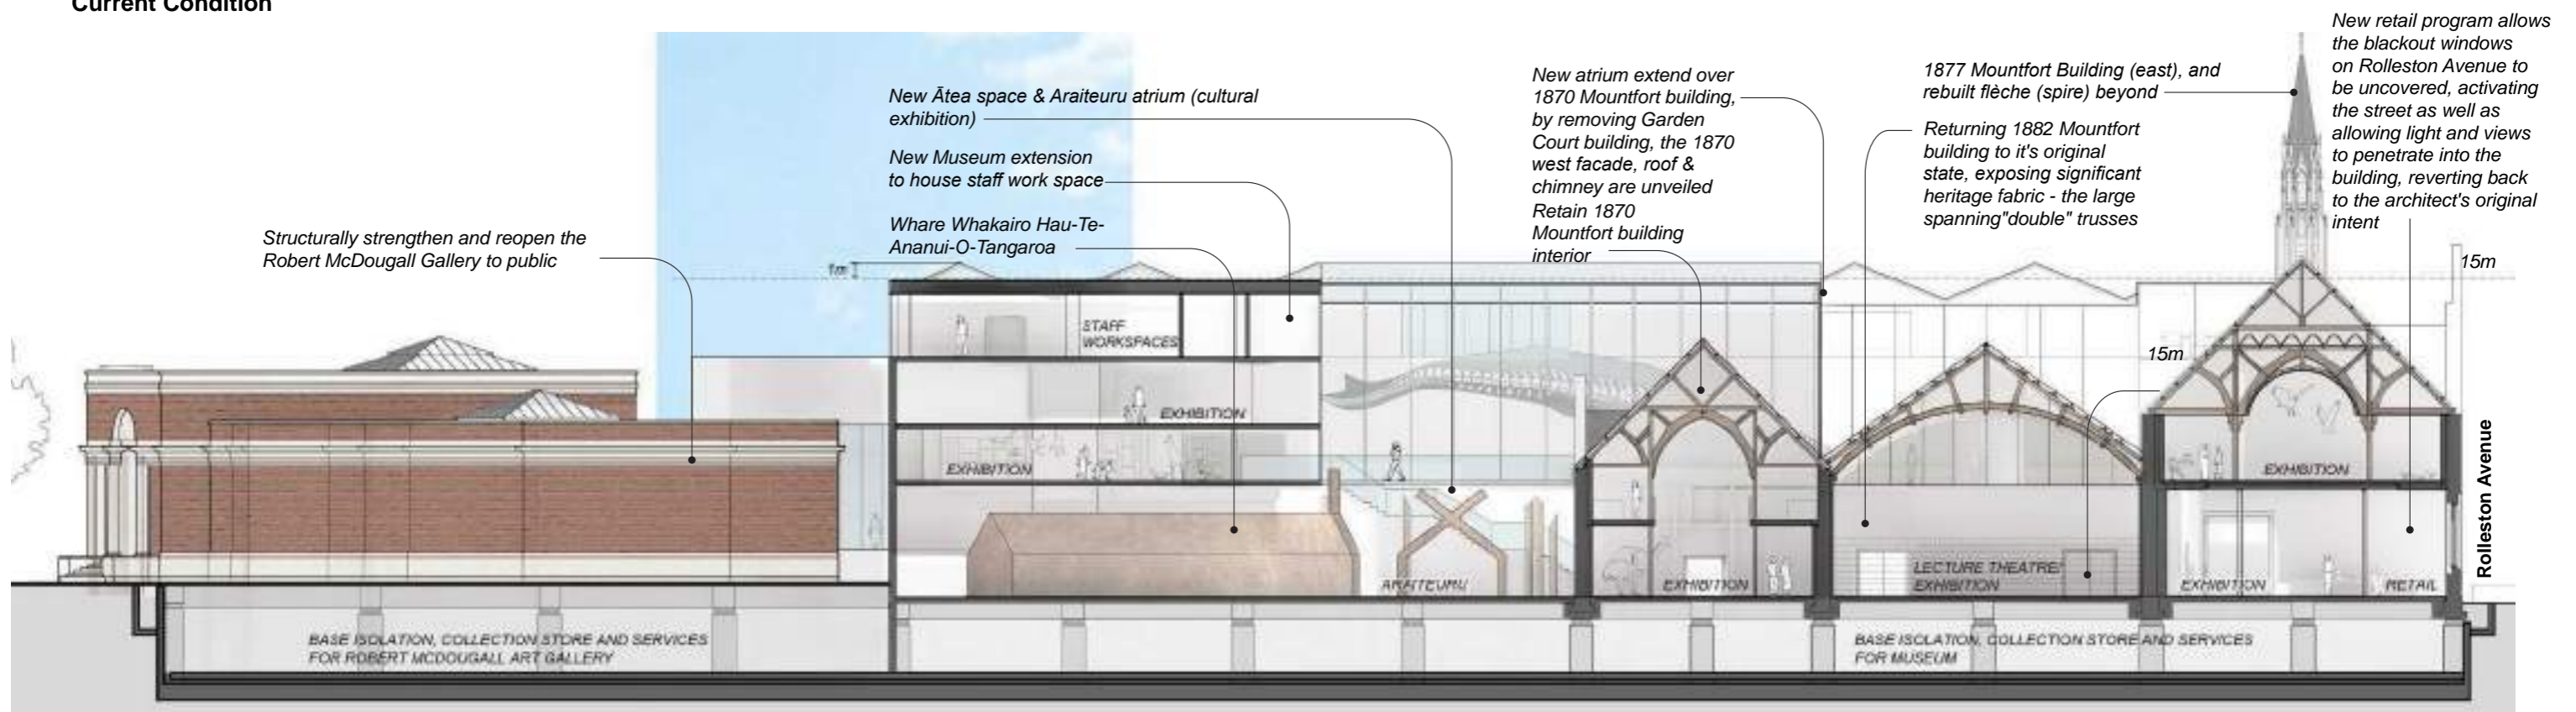 Current Condition
New Ātea space & Araiteuru atrium (cultural
exhibition)
New Museum extension
to house staff work space
Whare Whakairo Hau-Te-
Ananui-O-Tangaroa
Structurally strengthen and reopen the
Robert McDougall Gallery to public
New atrium extend over
1870 Mountfort building,
by removing Garden
Court building, the 1870
west facade, roof &
chimney are unveiled
Retain 1870
Mountfort building
interior
1877 Mountfort Building (east), and
rebuilt flèche (spire) beyond
Returning 1882 Mountfort
building to it's original
state, exposing significant
heritage fabric - the large
spanning"double" trusses
New retail program allows
the blackout windows
on Rolleston Avenue to
be uncovered, activating
the street as well as
allowing light and views
to penetrate into the
building, reverting back
to the architect's original
intent
1m
15m
15m
STAFF
WORKSPACES
EXHIBITION
EXHIBITION
ARAITEURU
EXHIBITION
LECTURE THEATRE/
EXHIBITION
EXHIBITION
EXHIBITION
RETAIL
Rolleston Avenue
BASE ISOLATION, COLLECTION STORE AND SERVICES
FOR ROBERT MCDOUGALL ART GALLERY
BASE ISOLATION, COLLECTION STORE AND SERVICES
FOR MUSEUM